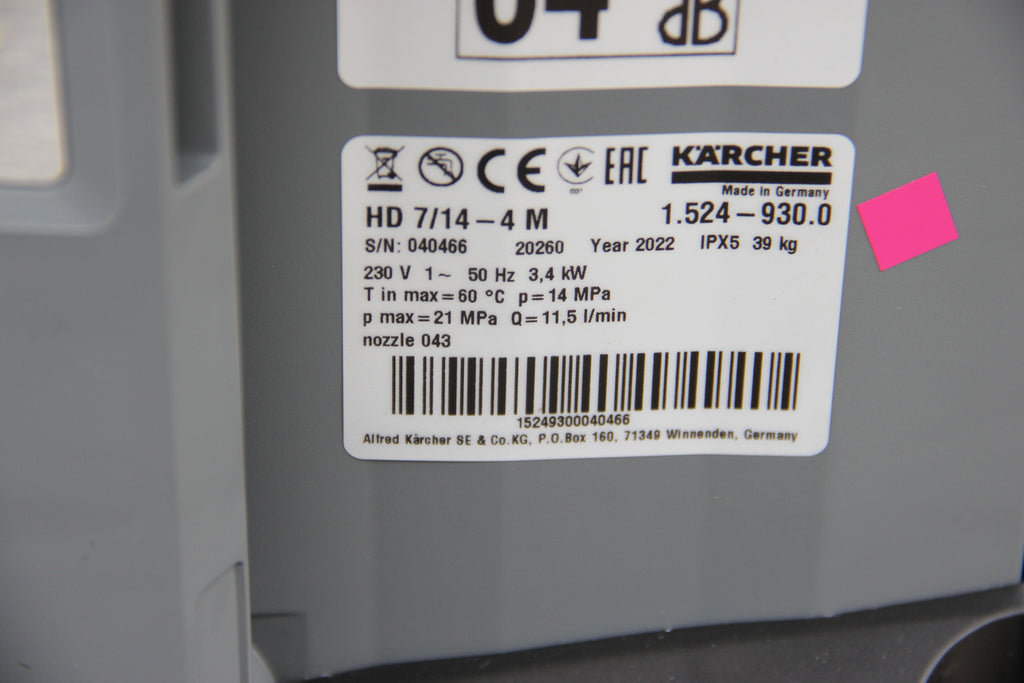 dB
CE EAC KÄRCHER
Made in Germany
HD 7/14 – 4 M 1.524 – 930.0
S/N: 040466 20260 Year 2022 IPX5 39 kg
230 V 1~ 50 Hz 3,4 kW
T in max = 60 °C p = 14 MPa
p max = 21 MPa Q = 11,5 l/min
nozzle 043
15249300040466
Alfred Kärcher SE & Co.KG, P.O.Box 160, 71349 Winnenden, Germany